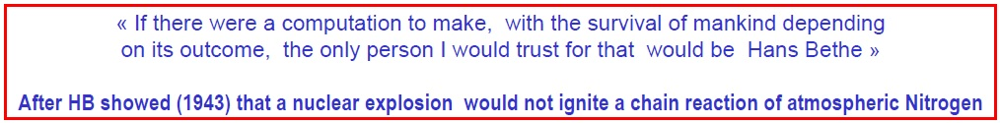 « If there were a computation to make, with the survival of mankind depending
on its outcome, the only person I would trust for that would be Hans Bethe »
After HB showed (1943) that a nuclear explosion would not ignite a chain reaction of atmospheric Nitrogen